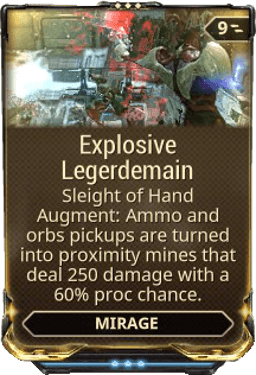 9
Explosive
Legerdemain
Sleight of Hand
Augment: Ammo and
orbs pickups are turned
into proximity mines that
deal 250 damage with a
60% proc chance.
MIRAGE